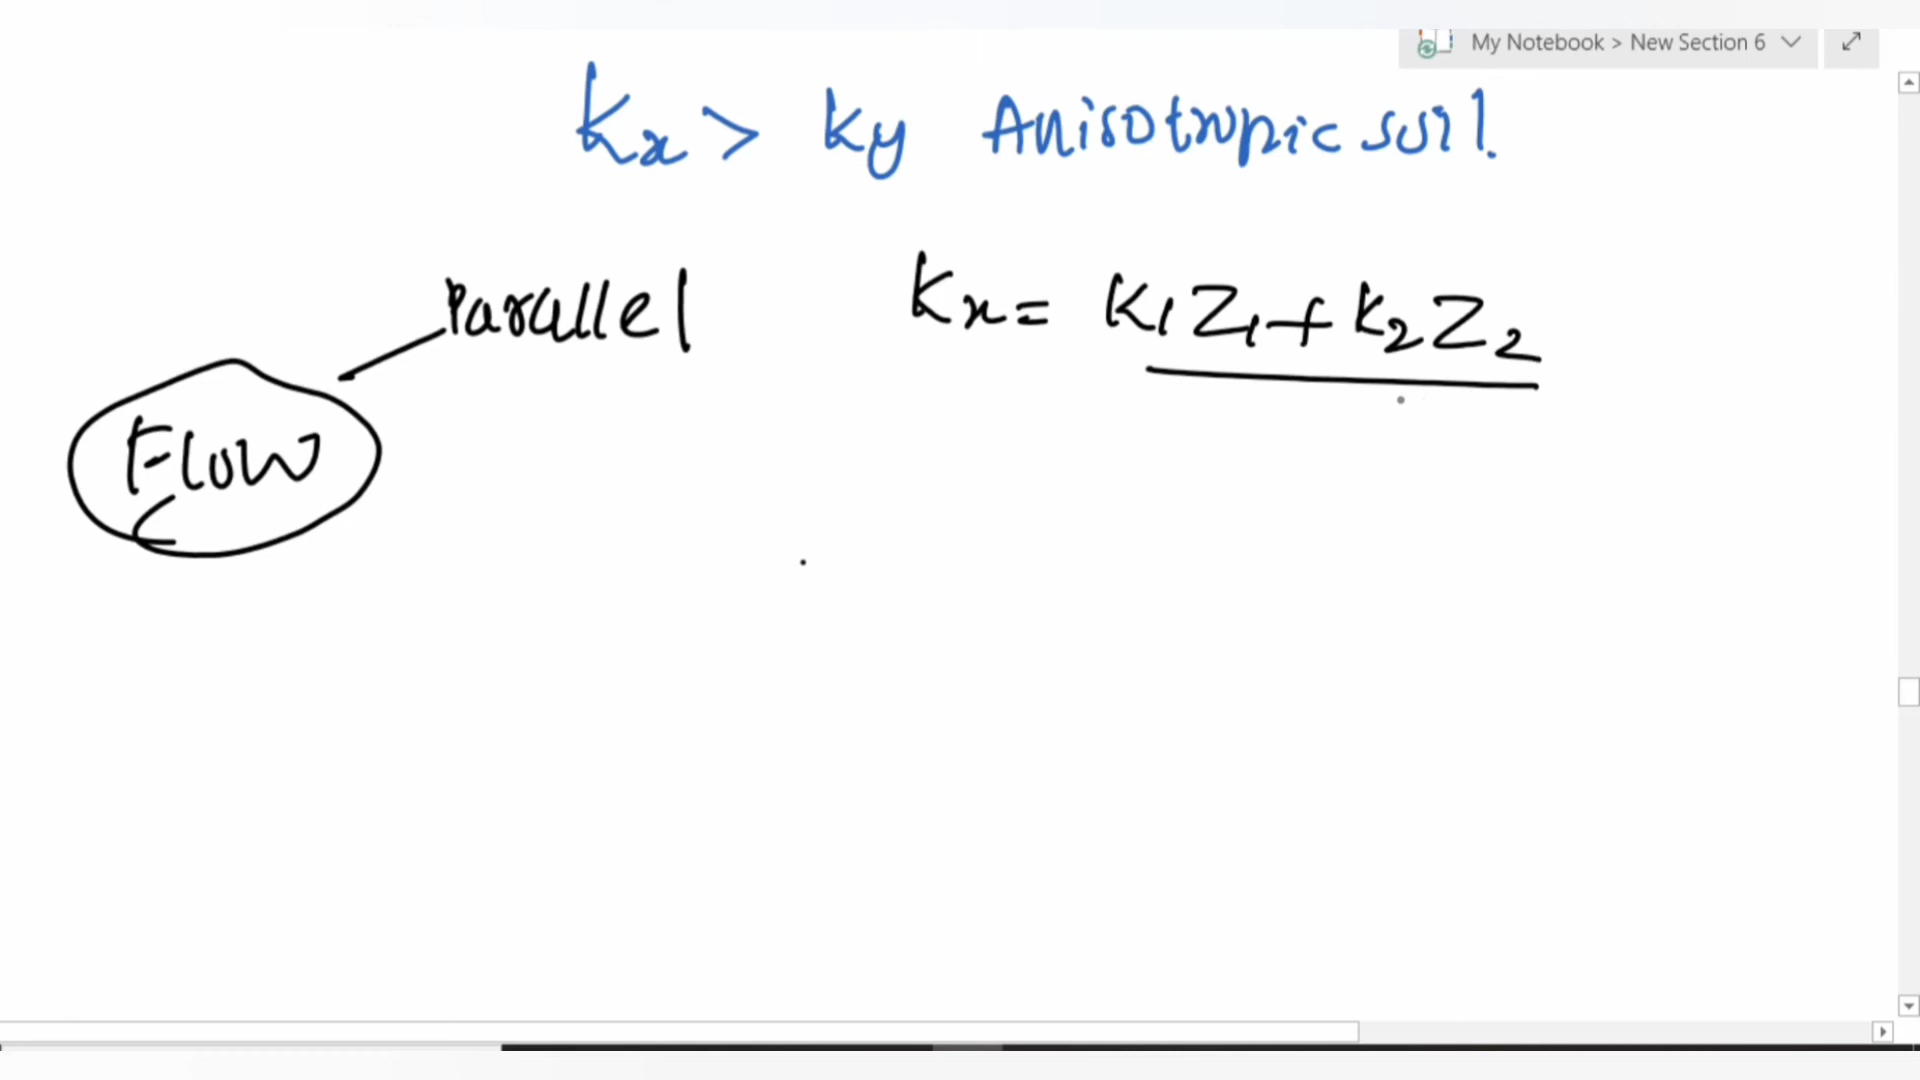 My Notebook > New Section 6
Kx > Ky Anisotropic soil.
Parallel
Kx = K1Z1 + K2Z2
Flow